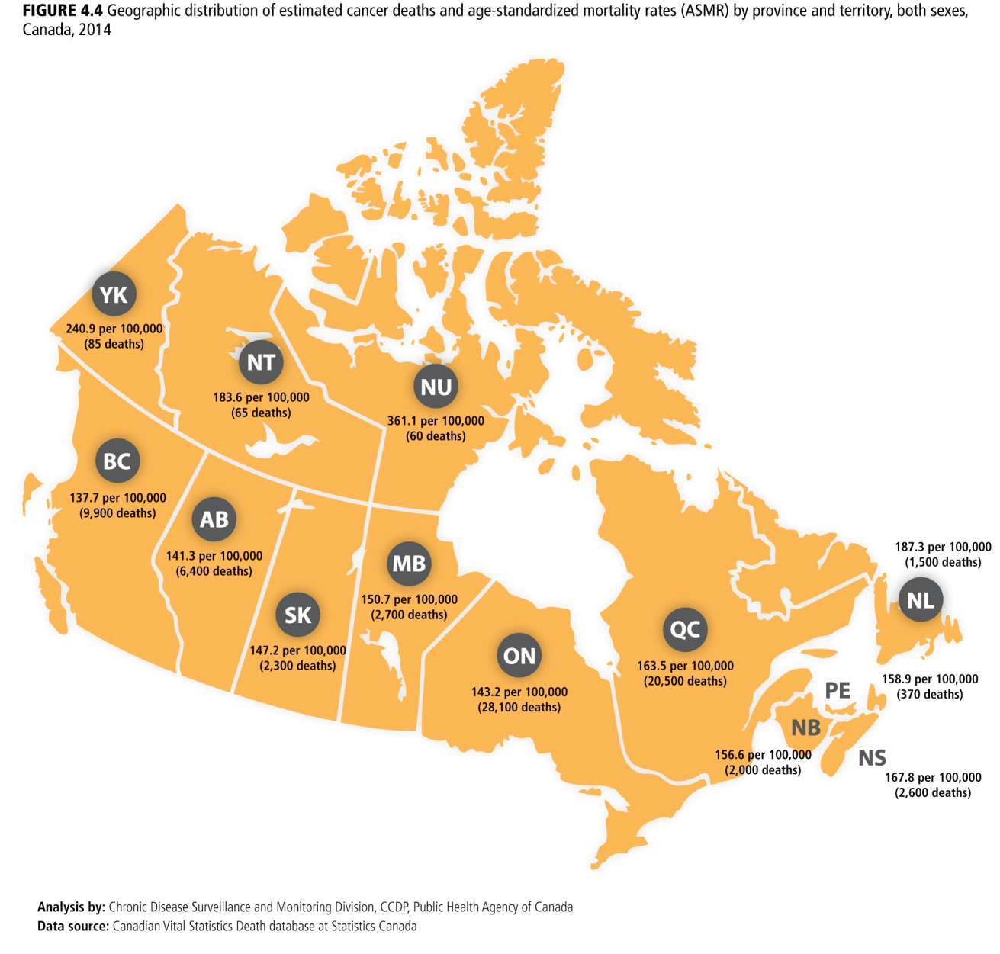 FIGURE 4.4 Geographic distribution of estimated cancer deaths and age-standardized mortality rates (ASMR) by province and territory, both sexes,
Canada, 2014
YK
240.9 per 100,000
(85 deaths)
NT
183.6 per 100,000
(65 deaths)
NU
361.1 per 100,000
(60 deaths)
BC
137.7 per 100,000
(9,900 deaths)
AB
141.3 per 100,000
(6,400 deaths)
SK
147.2 per 100,000
(2,300 deaths)
MB
150.7 per 100,000
(2,700 deaths)
ON
143.2 per 100,000
(28,100 deaths)
QC
163.5 per 100,000
(20,500 deaths)
187.3 per 100,000
(1,500 deaths)
NL
PE
158.9 per 100,000
(370 deaths)
NB
156.6 per 100,000
(2,000 deaths)
NS
167.8 per 100,000
(2,600 deaths)
Analysis by: Chronic Disease Surveillance and Monitoring Division, CCDP, Public Health Agency of Canada
Data source: Canadian Vital Statistics Death database at Statistics Canada